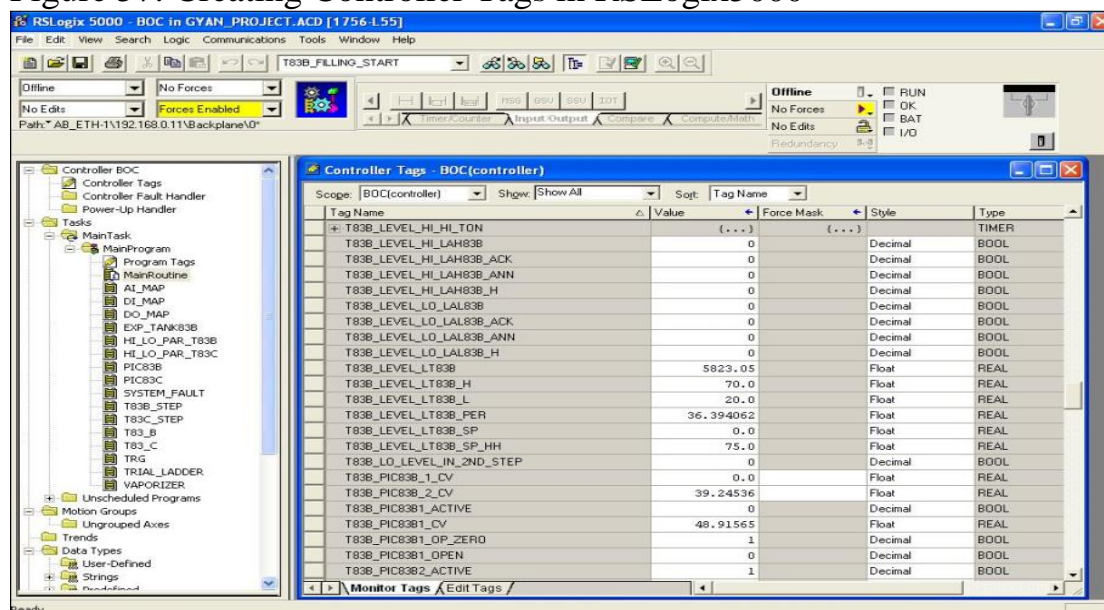 Figure 37: Creating Controller Tags in RSLogix5000
RSLogix 5000 - BOC in GYAN_PROJECT.ACD [1756-L55]
File Edit View Search Logic Communications Tools Window Help
T83B_FILLING_START
Offline No Forces
No Edits Forces Enabled
Path: AB_ETH-1\192.168.0.11\Backplane\0*
MSG GSV SSV IOT
Timer/Counter Input/Output Compare Compute/Math
Offline RUN
No Forces OK
No Edits BAT
Redundancy I/O
Controller BOC
Controller Tags
Controller Fault Handler
Power-Up Handler
Tasks
MainTask
MainProgram
Program Tags
MainRoutine
AI_MAP
DI_MAP
DO_MAP
EXP_TANK83B
HI_LO_PAR_T83B
HI_LO_PAR_T83C
PIC83B
PIC83C
SYSTEM_FAULT
T83B_STEP
T83C_STEP
T83_B
T83_C
TRG
TRIAL_LADDER
VAPORIZER
Unscheduled Programs
Motion Groups
Ungrouped Axes
Trends
Data Types
User-Defined
Strings
Predefined
Controller Tags - BOC(controller)
Scope: BOC(controller) Show: Show All Sort: Tag Name
Tag Name Value Force Mask Style Type
T83B_LEVEL_HI_HI_TON {...} {...} TIMER
T83B_LEVEL_HI_LAH83B 0 Decimal BOOL
T83B_LEVEL_HI_LAH83B_ACK 0 Decimal BOOL
T83B_LEVEL_HI_LAH83B_ANN 0 Decimal BOOL
T83B_LEVEL_HI_LAH83B_H 0 Decimal BOOL
T83B_LEVEL_LO_LAL83B 0 Decimal BOOL
T83B_LEVEL_LO_LAL83B_ACK 0 Decimal BOOL
T83B_LEVEL_LO_LAL83B_ANN 0 Decimal BOOL
T83B_LEVEL_LO_LAL83B_H 0 Decimal BOOL
T83B_LEVEL_LT83B 5823.05 Float REAL
T83B_LEVEL_LT83B_H 70.0 Float REAL
T83B_LEVEL_LT83B_L 20.0 Float REAL
T83B_LEVEL_LT83B_PER 36.394062 Float REAL
T83B_LEVEL_LT83B_SP 0.0 Float REAL
T83B_LEVEL_LT83B_SP_HH 75.0 Float REAL
T83B_LO_LEVEL_IN_2ND_STEP 0 Decimal BOOL
T83B_PIC83B_1_CV 0.0 Float REAL
T83B_PIC83B_2_CV 39.24536 Float REAL
T83B_PIC83B1_ACTIVE 0 Decimal BOOL
T83B_PIC83B1_CV 48.91565 Float REAL
T83B_PIC83B1_OP_ZERO 1 Decimal BOOL
T83B_PIC83B1_OPEN 0 Decimal BOOL
T83B_PIC83B2_ACTIVE 1 Decimal BOOL
Monitor Tags Edit Tags
Ready